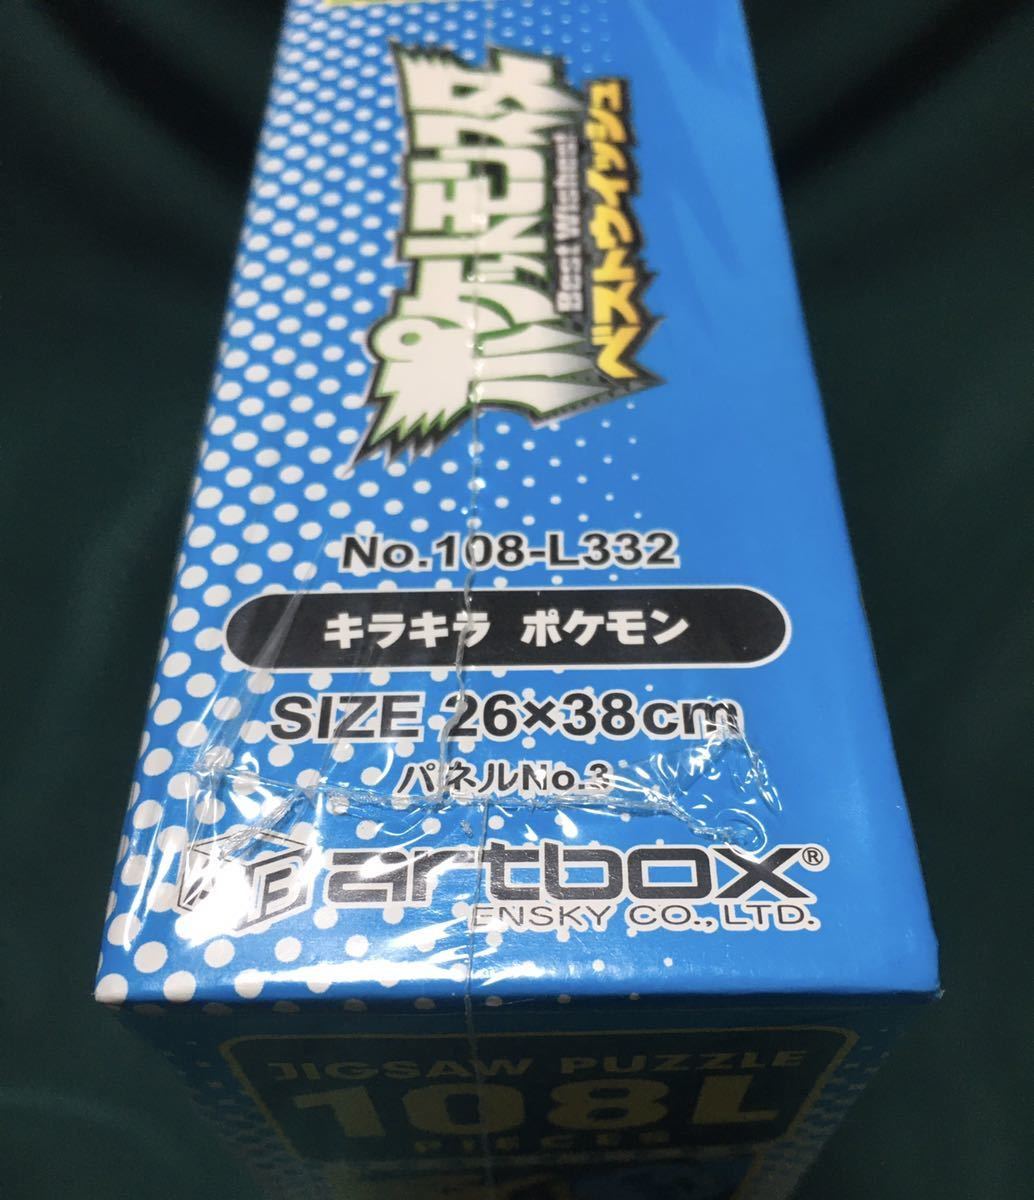 ポケットモンスター
Best Wishes!
ベストウイッシュ
No.108-L332
キラキラ ポケモン
SIZE 26×38cm
パネルNo.3
AB artbox®
ENSKY CO., LTD.
JIGSAW PUZZLE
108L
PIECES